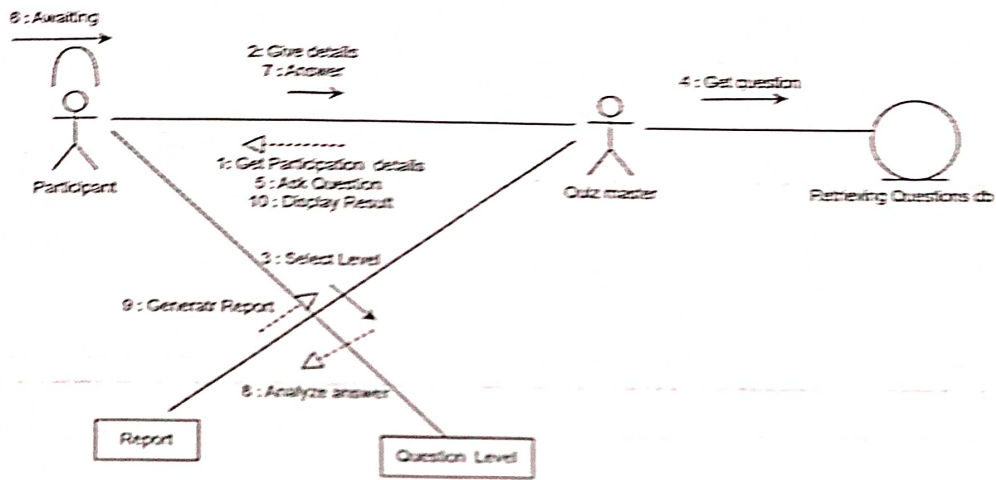 6 : Awaiting
2: Give details
7 : Answer
4 : Get question
1: Get Participation details
5 : Ask Question
10 : Display Result
Participant
Quiz master
Retrieving Questions db
3 : Select Level
9 : Generatr Report
8 : Analyze answer
Report
Question Level